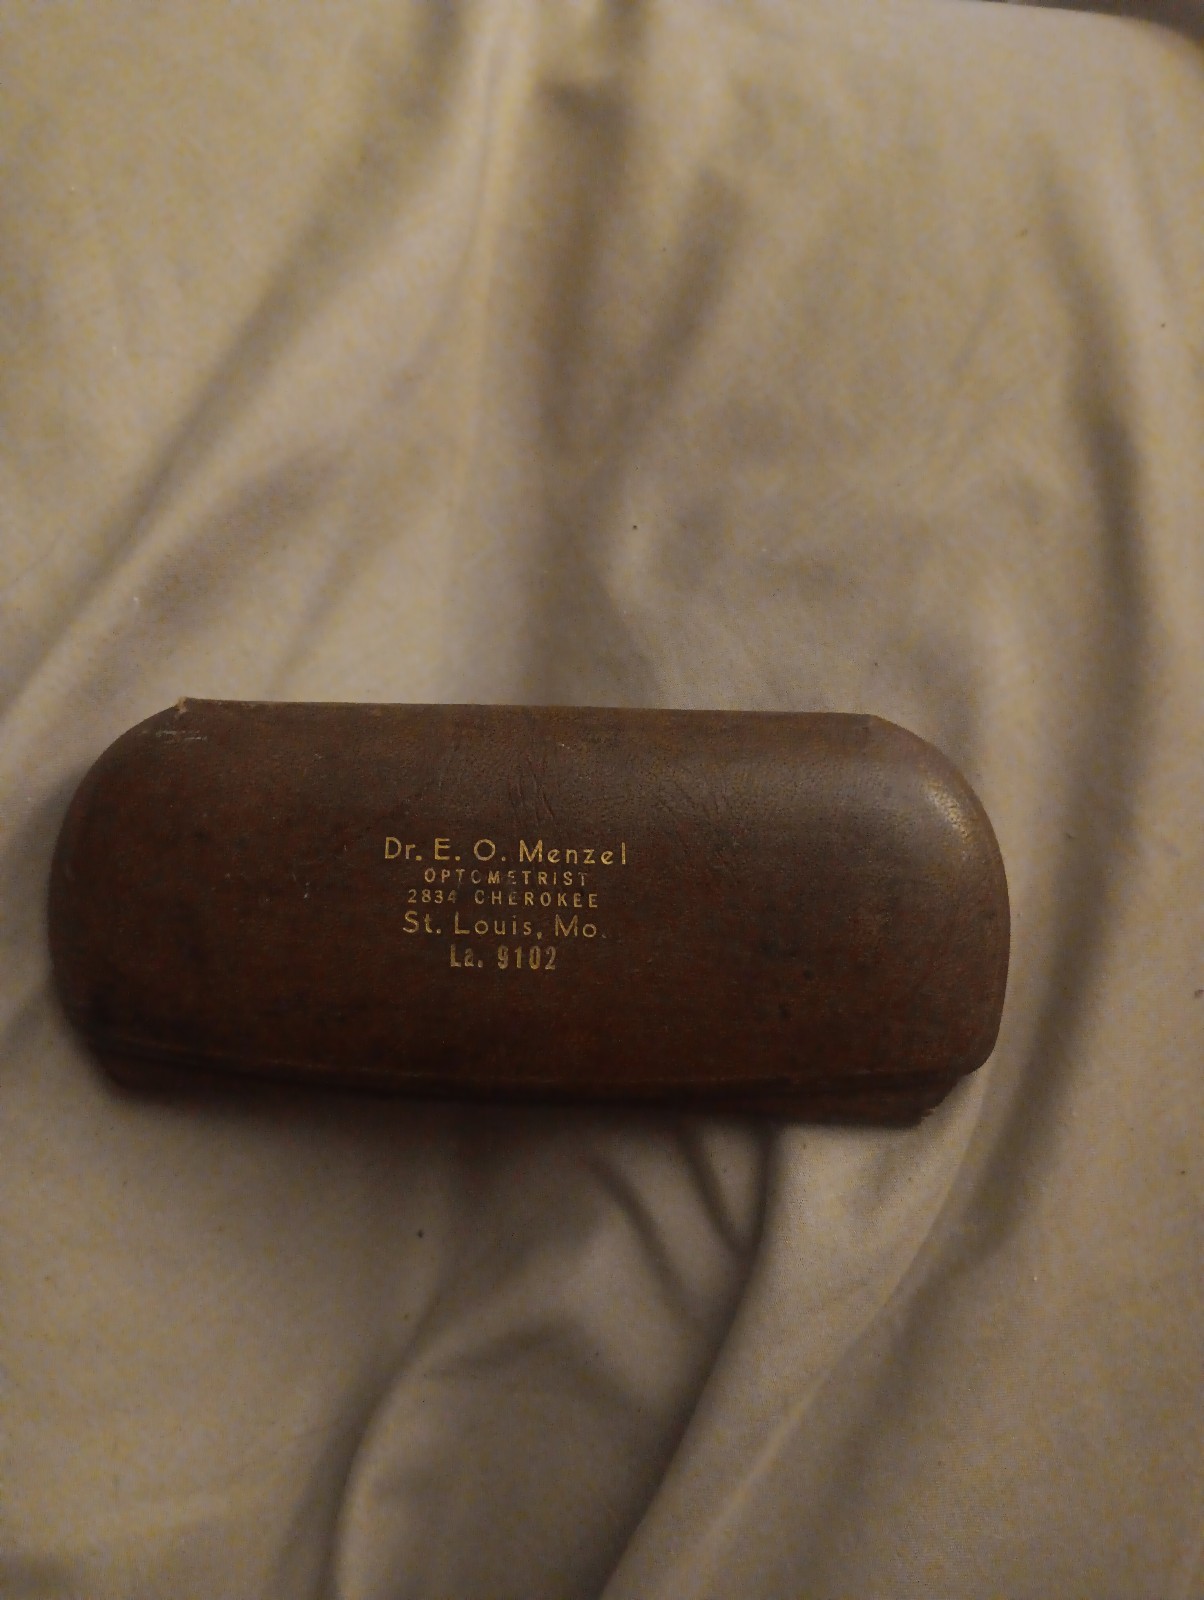 Dr. E. O. Menzel
OPTOMETRIST
2834 CHEROKEE
St. Louis, Mo.
La. 9102